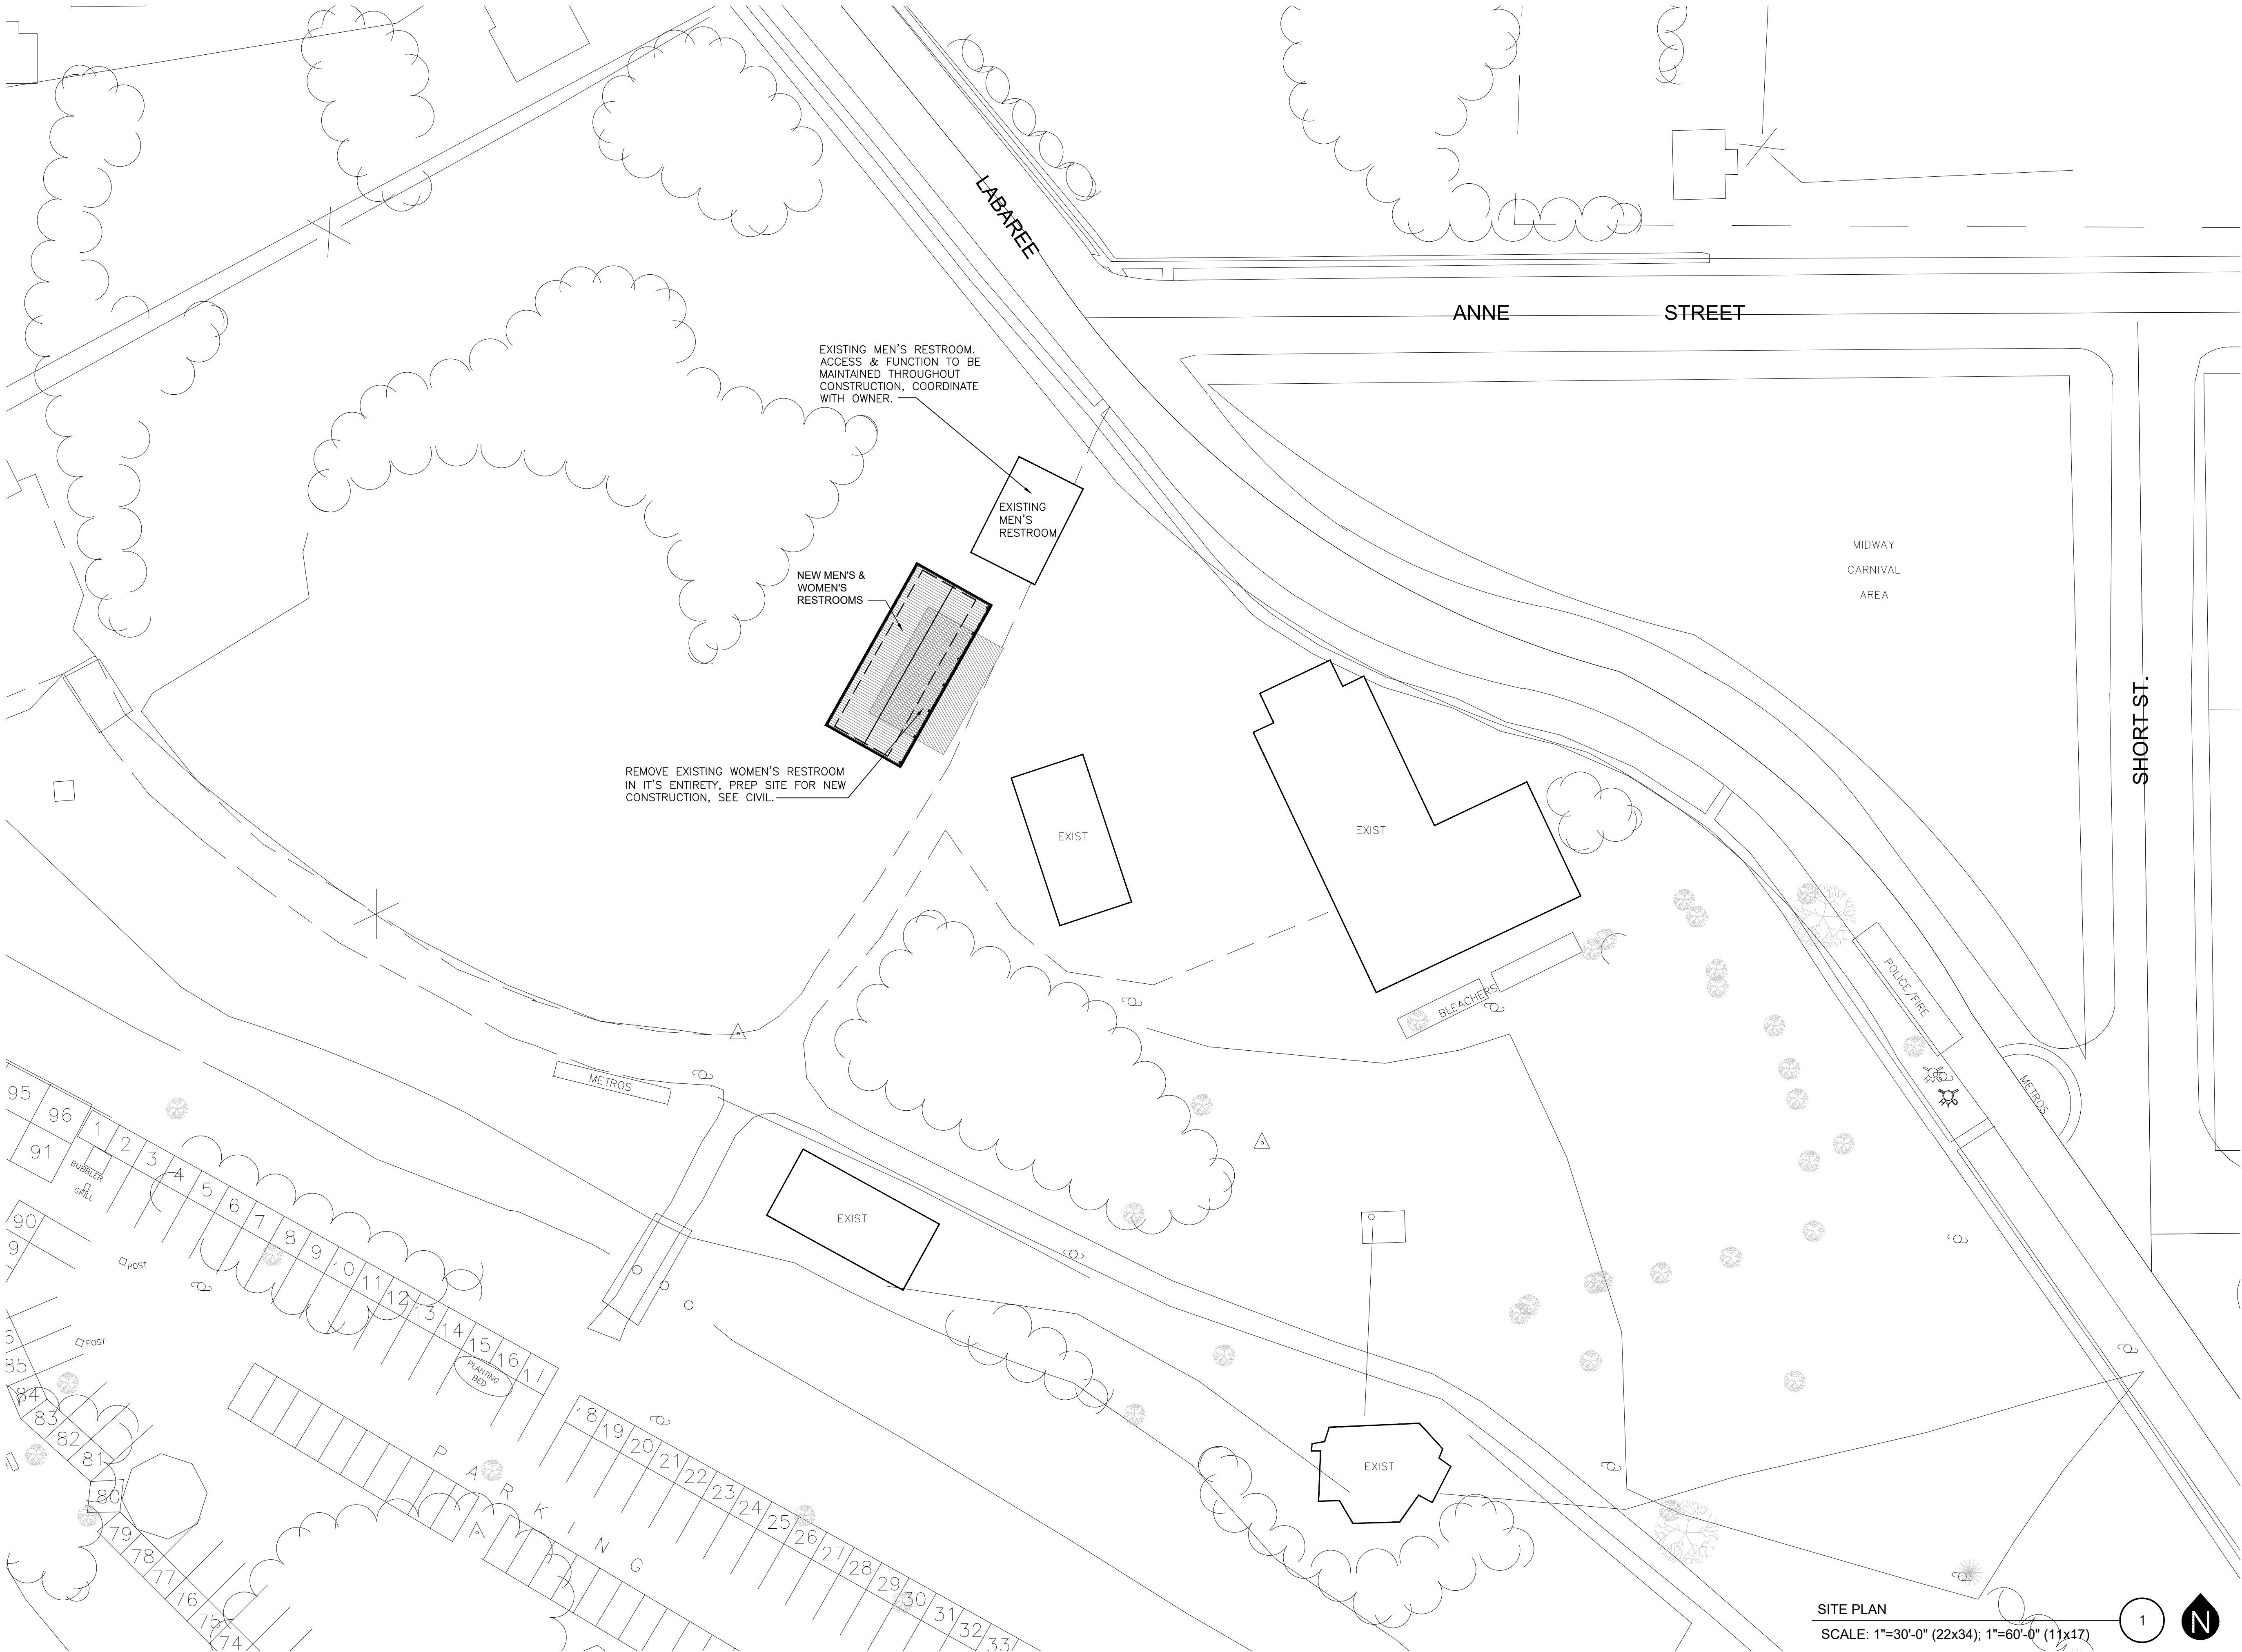 LABAREE
ANNE STREET
EXISTING MEN'S RESTROOM.
ACCESS & FUNCTION TO BE
MAINTAINED THROUGHOUT
CONSTRUCTION, COORDINATE
WITH OWNER.
EXISTING
MEN'S
RESTROOM
MIDWAY
CARNIVAL
AREA
NEW MEN'S &
WOMEN'S
RESTROOMS
SHORT ST.
REMOVE EXISTING WOMEN'S RESTROOM
IN IT'S ENTIRETY, PREP SITE FOR NEW
CONSTRUCTION, SEE CIVIL.
EXIST
EXIST
POLICE/FIRE
BLEACHERS
METROS
METROS
95
96
91
90
9
1
2
3
4
5
6
7
8
9
10
11
12
13
14
15
16
17
BUBBLER
GRILL
POST
POST
PLANTING
BED
EXIST
85
84
83
82
81
80
79
78
77
76
75
74
18
19
20
21
22
23
24
25
26
27
28
29
30
31
32
33
PARKING
EXIST
SITE PLAN
1
N
SCALE: 1"=30'-0" (22x34); 1"=60'-0" (11x17)